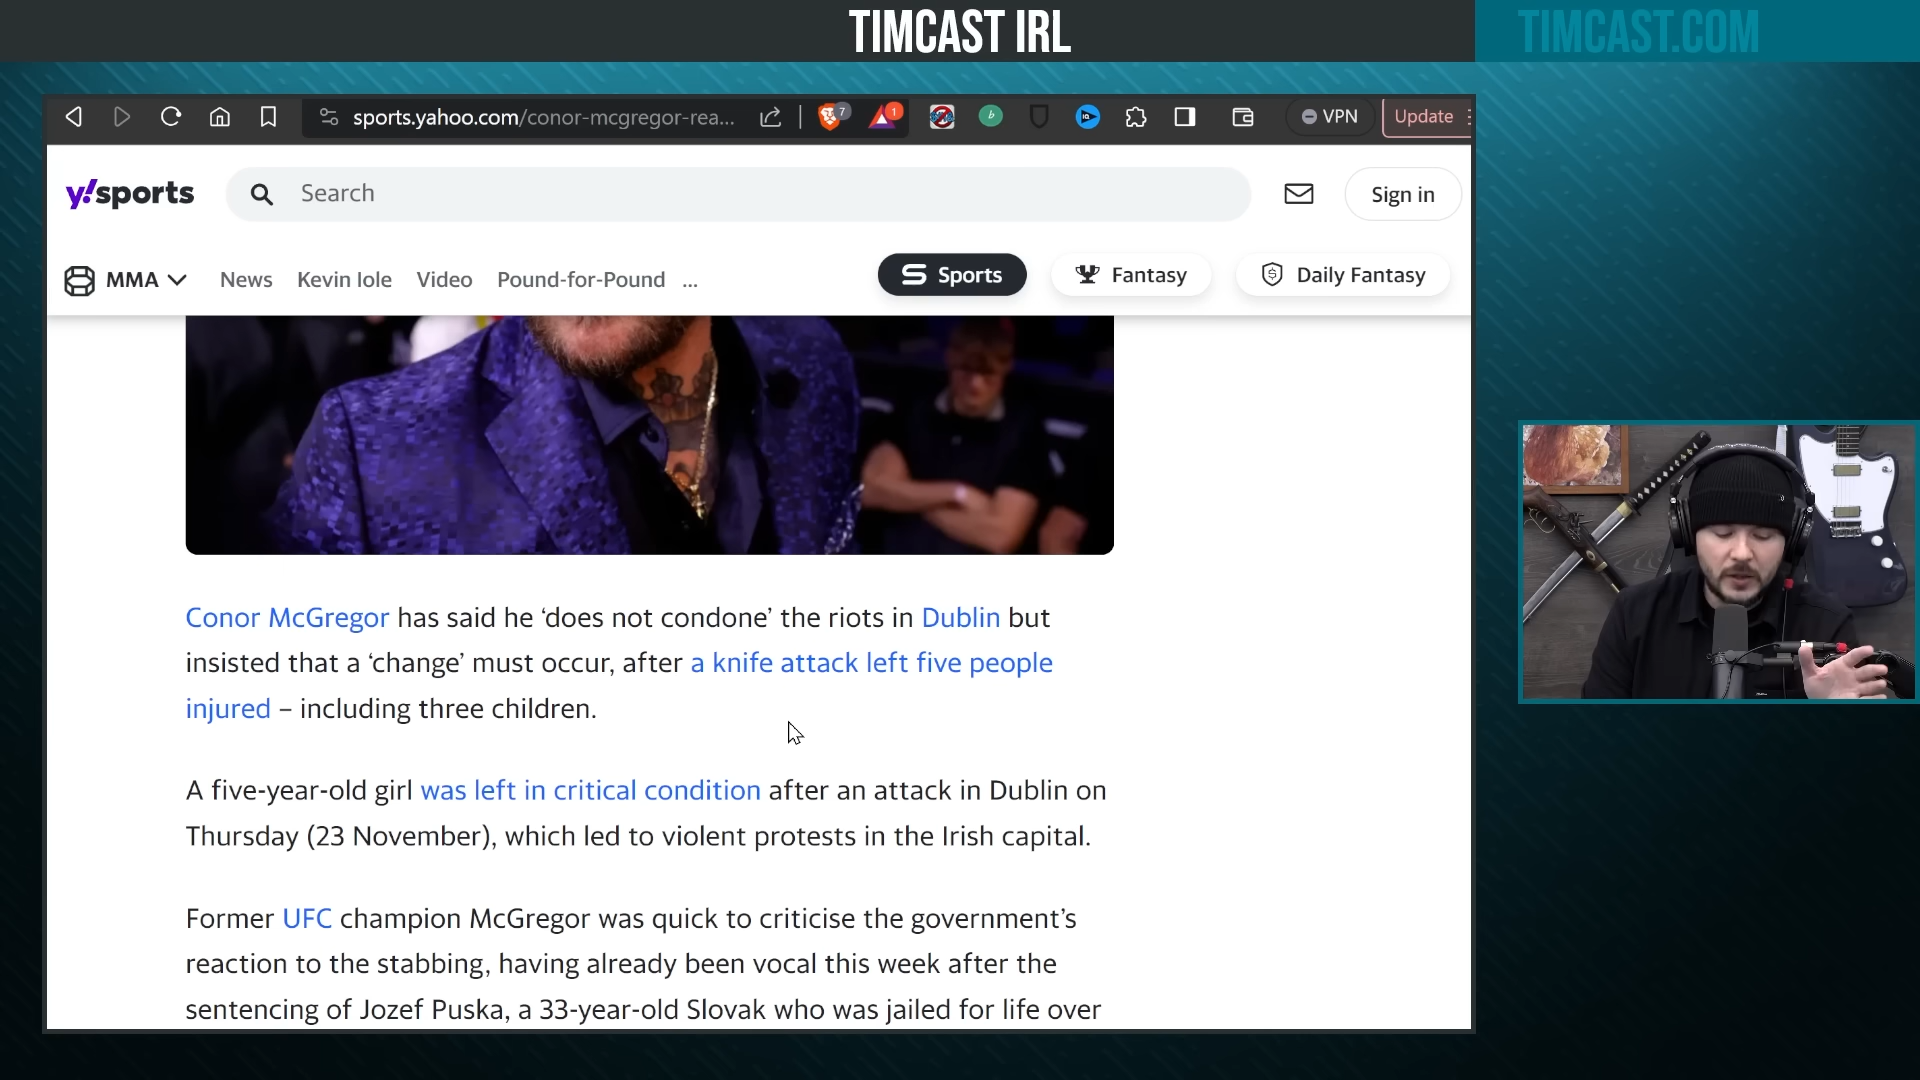 TIMCAST IRL
TIMCAST.COM
sports.yahoo.com/conor-mcgregor-rea...
7
1
b
VPN
Update
y!sports
Search
Sign in
MMA
News
Kevin Iole
Video
Pound-for-Pound
...
Sports
Fantasy
Daily Fantasy
Conor McGregor has said he ‘does not condone’ the riots in Dublin but
insisted that a ‘change’ must occur, after a knife attack left five people
injured – including three children.
A five-year-old girl was left in critical condition after an attack in Dublin on
Thursday (23 November), which led to violent protests in the Irish capital.
Former UFC champion McGregor was quick to criticise the government’s
reaction to the stabbing, having already been vocal this week after the
sentencing of Jozef Puska, a 33-year-old Slovak who was jailed for life over